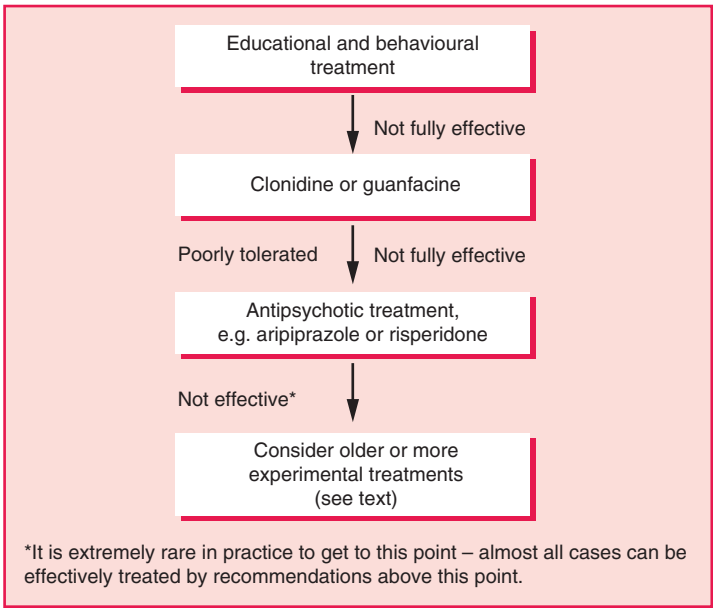 Educational and behavioural
treatment
Not fully effective
Clonidine or guanfacine
Poorly tolerated
Not fully effective
Antipsychotic treatment,
e.g. aripiprazole or risperidone
Not effective*
Consider older or more
experimental treatments
(see text)
*It is extremely rare in practice to get to this point – almost all cases can be
effectively treated by recommendations above this point.